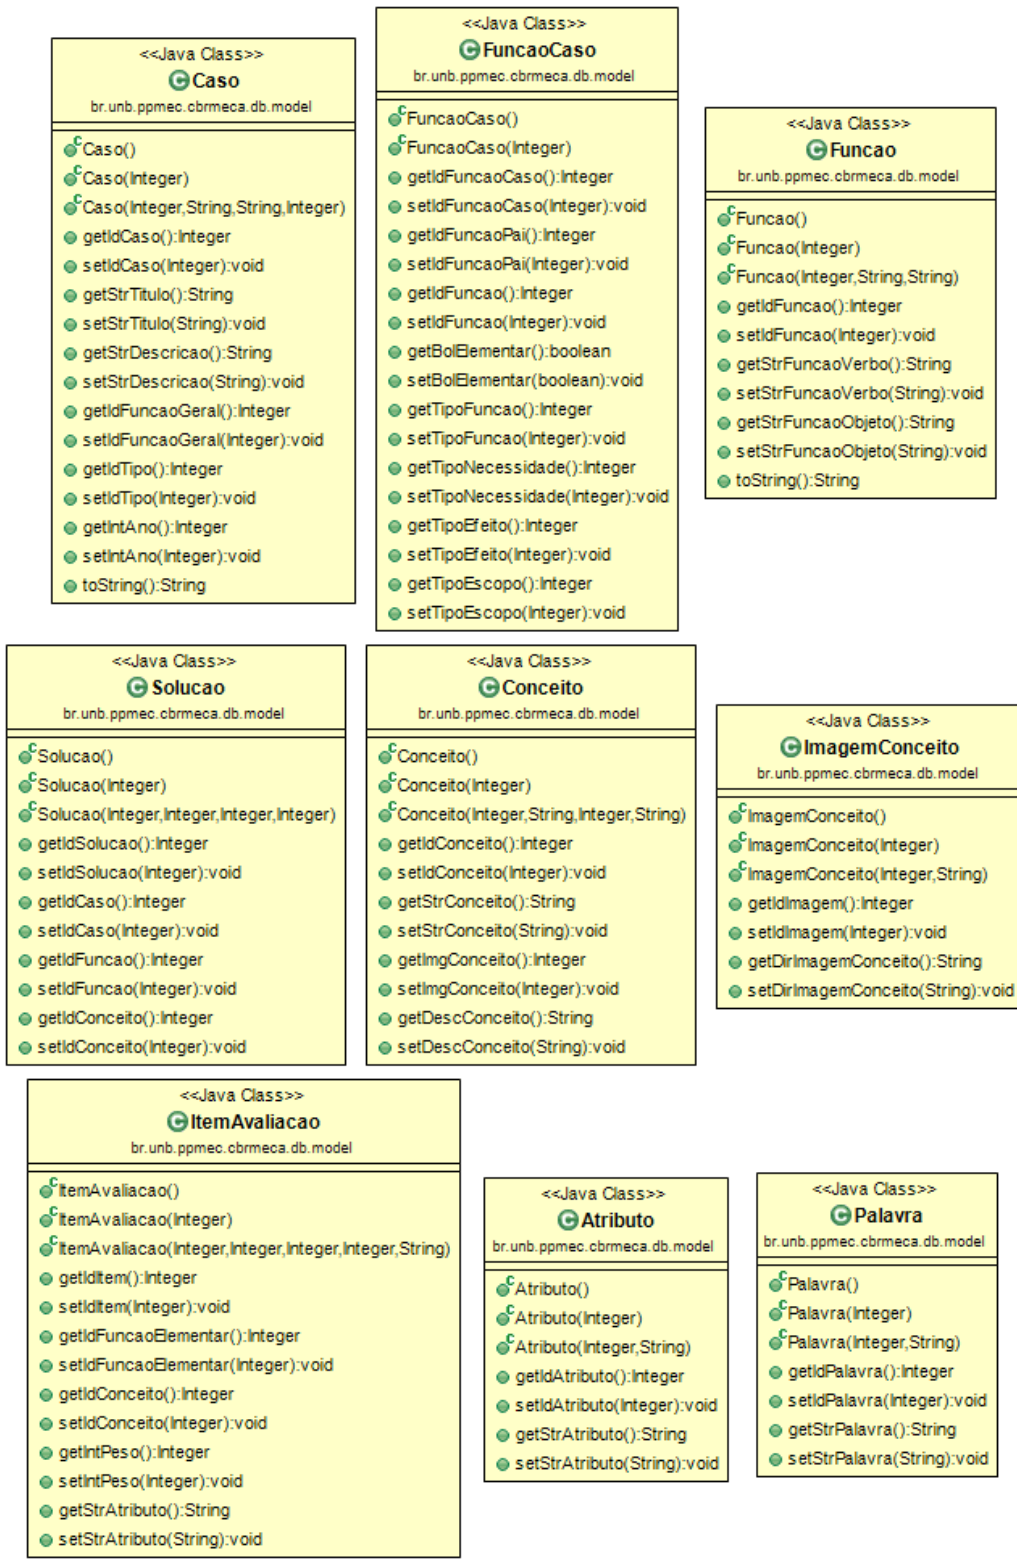 <<Java Class>>
Caso
br.unb.ppmec.cbrmeca.db.model
Caso()
Caso(Integer)
Caso(Integer,String,String,Integer)
getIdCaso():Integer
setIdCaso(Integer):void
getStrTitulo():String
setStrTitulo(String):void
getStrDescricao():String
setStrDescricao(String):void
getIdFuncaoGeral():Integer
setIdFuncaoGeral(Integer):void
getIdTipo():Integer
setIdTipo(Integer):void
getIntAno():Integer
setIntAno(Integer):void
toString():String
<<Java Class>>
FuncaoCaso
br.unb.ppmec.cbrmeca.db.model
FuncaoCaso()
FuncaoCaso(Integer)
getIdFuncaoCaso():Integer
setIdFuncaoCaso(Integer):void
getIdFuncaoPai():Integer
setIdFuncaoPai(Integer):void
getIdFuncao():Integer
setIdFuncao(Integer):void
getBolElementar():boolean
setBolElementar(boolean):void
getTipoFuncao():Integer
setTipoFuncao(Integer):void
getTipoNecessidade():Integer
setTipoNecessidade(Integer):void
getTipoEfeito():Integer
setTipoEfeito(Integer):void
getTipoEscopo():Integer
setTipoEscopo(Integer):void
<<Java Class>>
Funcao
br.unb.ppmec.cbrmeca.db.model
Funcao()
Funcao(Integer)
Funcao(Integer,String,String)
getIdFuncao():Integer
setIdFuncao(Integer):void
getStrFuncaoVerbo():String
setStrFuncaoVerbo(String):void
getStrFuncaoObjeto():String
setStrFuncaoObjeto(String):void
toString():String
<<Java Class>>
Solucao
br.unb.ppmec.cbrmeca.db.model
Solucao()
Solucao(Integer)
Solucao(Integer,Integer,Integer,Integer)
getIdSolucao():Integer
setIdSolucao(Integer):void
getIdCaso():Integer
setIdCaso(Integer):void
getIdFuncao():Integer
setIdFuncao(Integer):void
getIdConceito():Integer
setIdConceito(Integer):void
<<Java Class>>
Conceito
br.unb.ppmec.cbrmeca.db.model
Conceito()
Conceito(Integer)
Conceito(Integer,String,Integer,String)
getIdConceito():Integer
setIdConceito(Integer):void
getStrConceito():String
setStrConceito(String):void
getImgConceito():Integer
setImgConceito(Integer):void
getDescConceito():String
setDescConceito(String):void
<<Java Class>>
ImagemConceito
br.unb.ppmec.cbrmeca.db.model
ImagemConceito()
ImagemConceito(Integer)
ImagemConceito(Integer,String)
getIdImagem():Integer
setIdImagem(Integer):void
getDirImagemConceito():String
setDirImagemConceito(String):void
<<Java Class>>
ItemAvaliacao
br.unb.ppmec.cbrmeca.db.model
ItemAvaliacao()
ItemAvaliacao(Integer)
ItemAvaliacao(Integer,Integer,Integer,Integer,String)
getIdItem():Integer
setIdItem(Integer):void
getIdFuncaoElementar():Integer
setIdFuncaoElementar(Integer):void
getIdConceito():Integer
setIdConceito(Integer):void
getIntPeso():Integer
setIntPeso(Integer):void
getStrAtributo():String
setStrAtributo(String):void
<<Java Class>>
Atributo
br.unb.ppmec.cbrmeca.db.model
Atributo()
Atributo(Integer)
Atributo(Integer,String)
getIdAtributo():Integer
setIdAtributo(Integer):void
getStrAtributo():String
setStrAtributo(String):void
<<Java Class>>
Palavra
br.unb.ppmec.cbrmeca.db.model
Palavra()
Palavra(Integer)
Palavra(Integer,String)
getIdPalavra():Integer
setIdPalavra(Integer):void
getStrPalavra():String
setStrPalavra(String):void